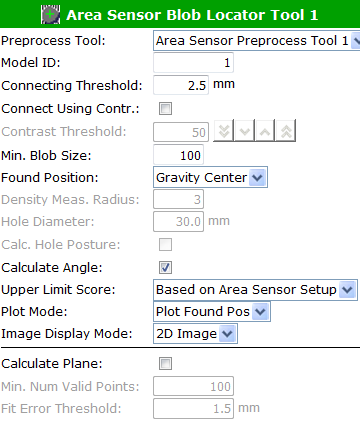 Area Sensor Blob Locator Tool 1
Preprocess Tool: Area Sensor Preprocess Tool 1
Model ID: 1
Connecting Threshold: 2.5 mm
Connect Using Contr.:
Contrast Threshold: 50
Min. Blob Size: 100
Found Position: Gravity Center
Density Meas. Radius: 3
Hole Diameter: 30.0 mm
Calc. Hole Posture:
Calculate Angle:
Upper Limit Score: Based on Area Sensor Setup
Plot Mode: Plot Found Pos
Image Display Mode: 2D Image
Calculate Plane:
Min. Num Valid Points: 100
Fit Error Threshold: 1.5 mm